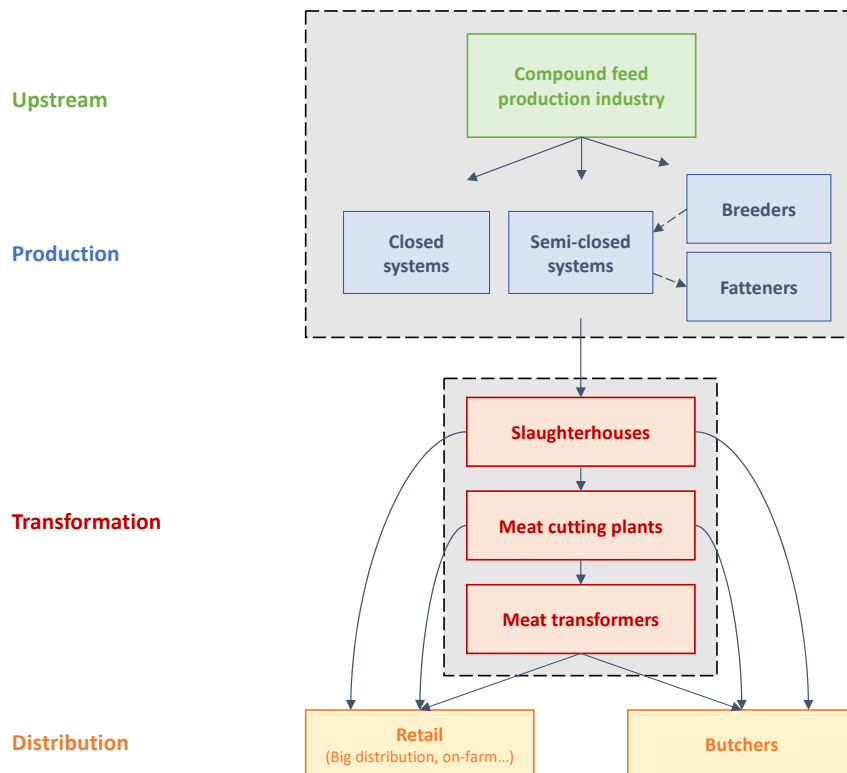 Upstream
Compound feed
production industry
Production
Closed
systems
Semi-closed
systems
Breeders
Fatteners
Transformation
Slaughterhouses
Meat cutting plants
Meat transformers
Distribution
Retail
(Big distribution, on-farm…)
Butchers